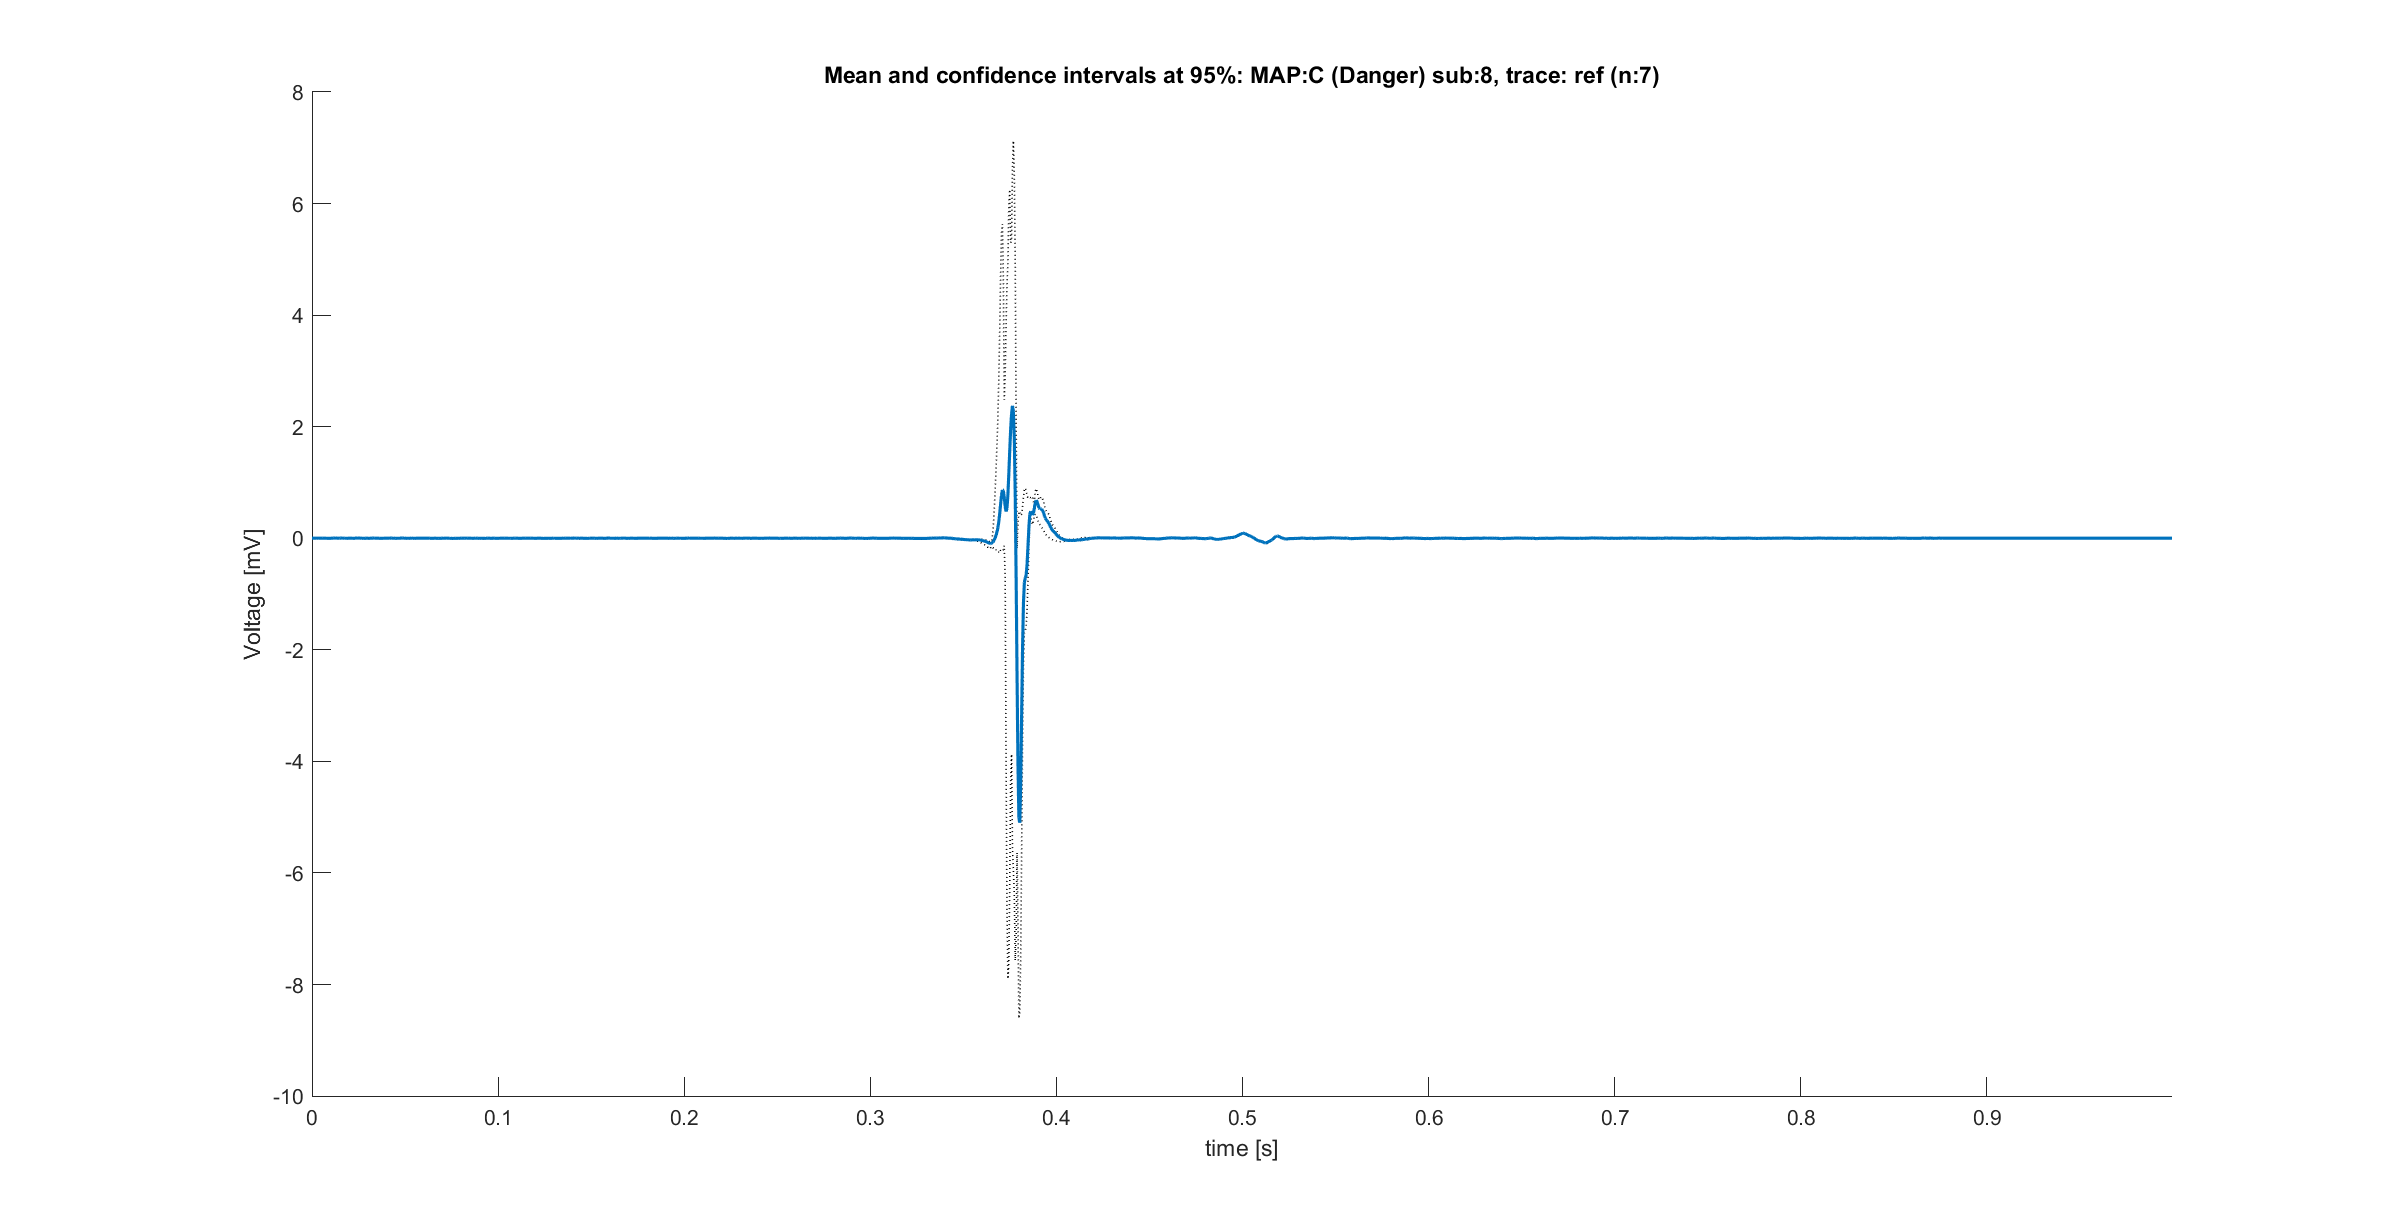 Mean and confidence intervals at 95%: MAP:C (Danger) sub:8, trace: ref (n:7)
8
6
4
2
0
-2
-4
-6
-8
-10
Voltage [mV]
0 0.1 0.2 0.3 0.4 0.5 0.6 0.7 0.8 0.9
time [s]